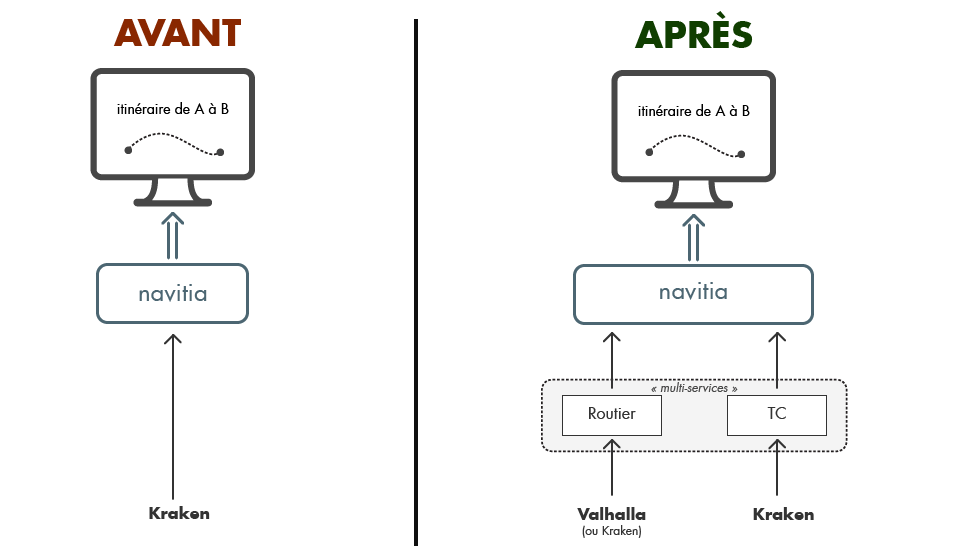 AVANT
itinéraire de A à B
navitia
Kraken
APRÈS
itinéraire de A à B
navitia
« multi-services »
Routier
TC
Valhalla
(ou Kraken)
Kraken